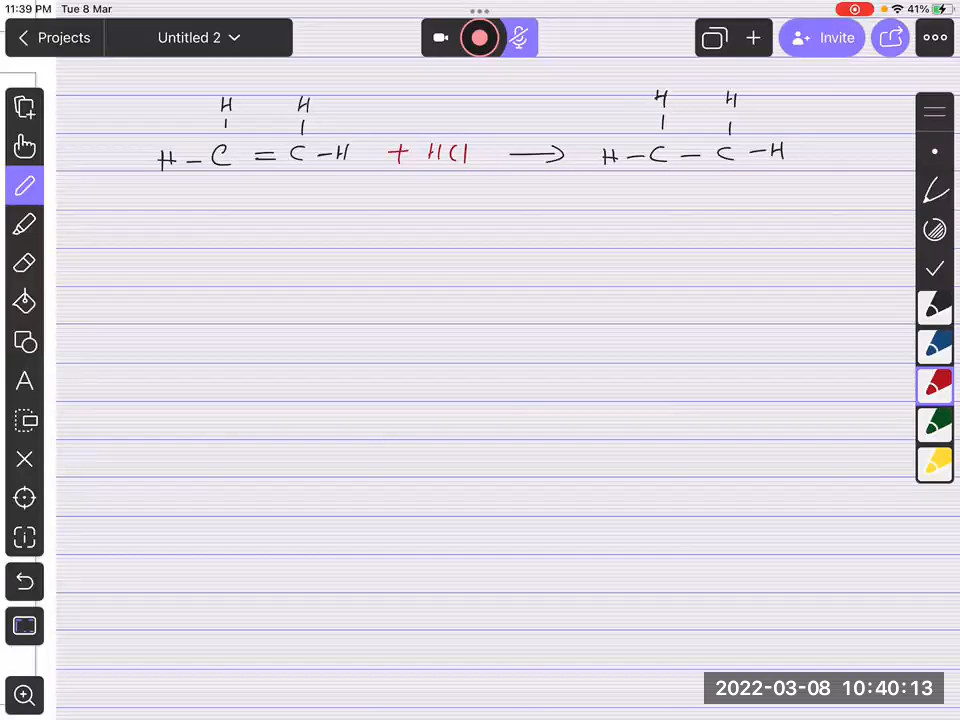 11:39 PM Tue 8 Mar
41%
Projects
Untitled 2
Invite
H H H H
H - C = C - H + HCl → H - C - C - H
A
2022-03-08 10:40:13